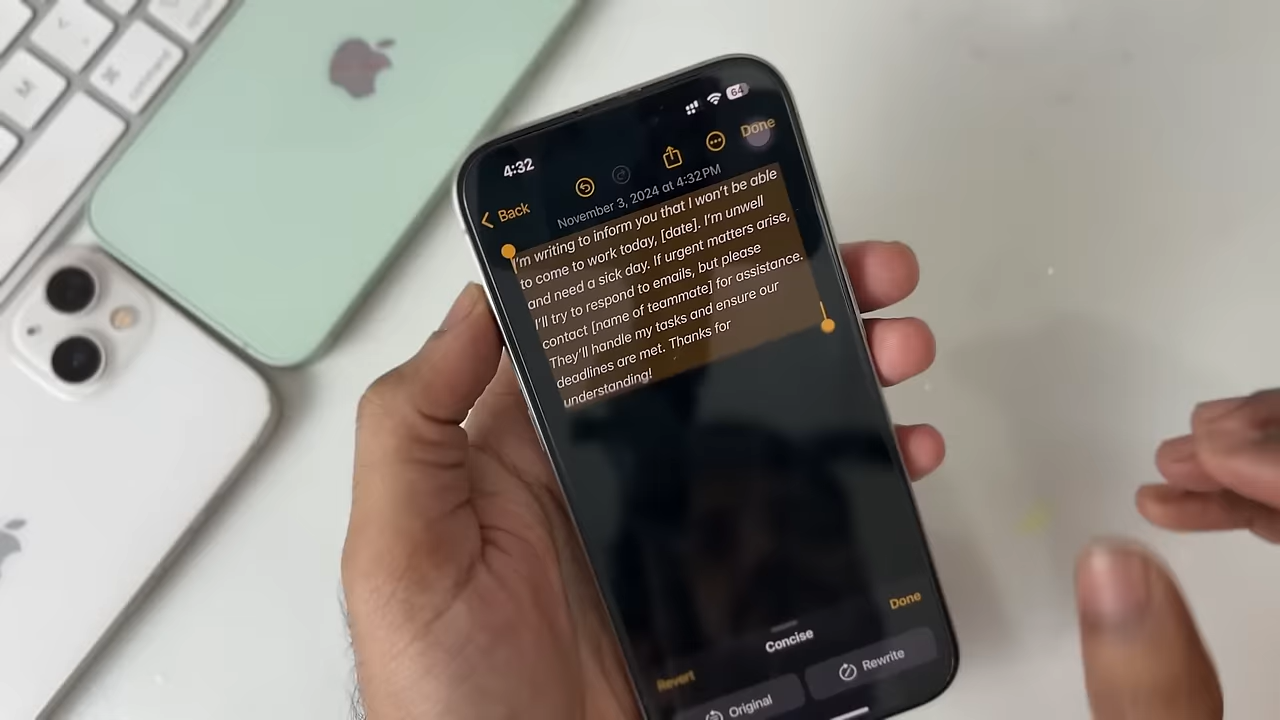 M
command
option
4:32
64
Back
Done
November 3, 2024 at 4:32 PM
I'm writing to inform you that I won't be able
to come to work today, [date]. I'm unwell
and need a sick day. If urgent matters arise,
I'll try to respond to emails, but please
contact [name of teammate] for assistance.
They'll handle my tasks and ensure our
deadlines are met. Thanks for
understanding!
Done
Concise
Revert
Original
Rewrite